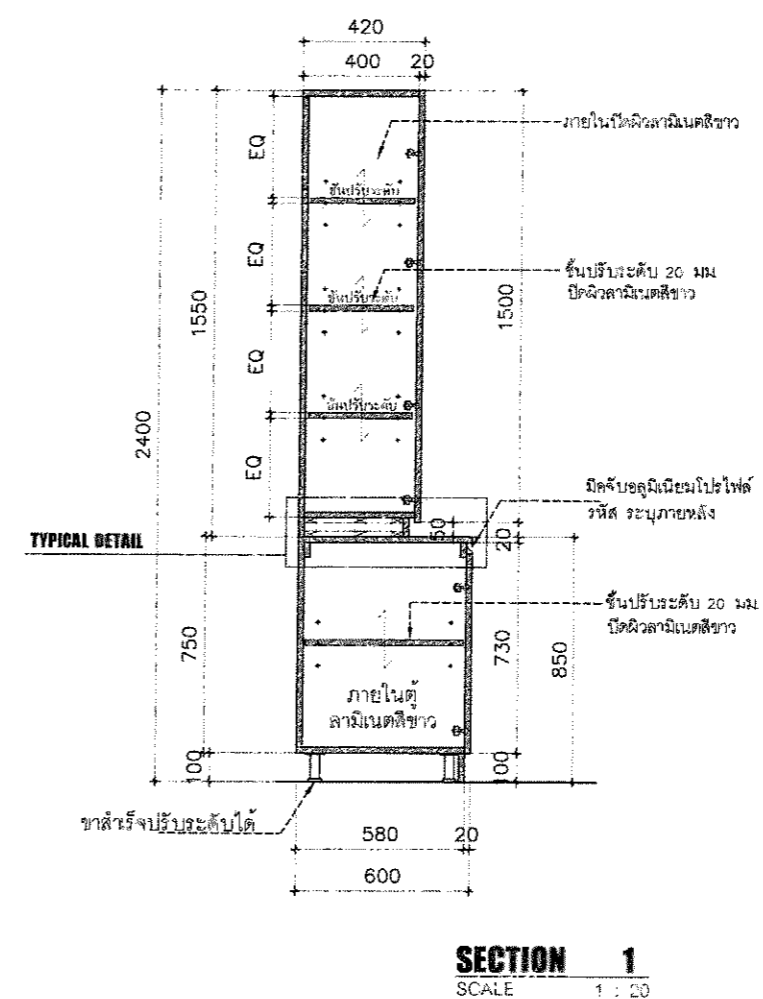 420
400 20
EQ
ภายในปิดผิวลามิเนตสีขาว
ชั้นปรับระดับ
EQ
ชั้นปรับระดับ 20 มม
ปิดผิวลามิเนตสีขาว
ชั้นปรับระดับ
1550
1500
EQ
ชั้นปรับระดับ
2400
EQ
มือจับอลูมิเนียมโปรไฟล์
รหัส ระบุภายหลัง
50
20
TYPICAL DETAIL
ชั้นปรับระดับ 20 มม
ปิดผิวลามิเนตสีขาว
750
730
850
ภายในตู้
ลามิเนตสีขาว
100
100
ขาสำเร็จปรับระดับได้
580 20
600
SECTION 1
SCALE 1 : 20